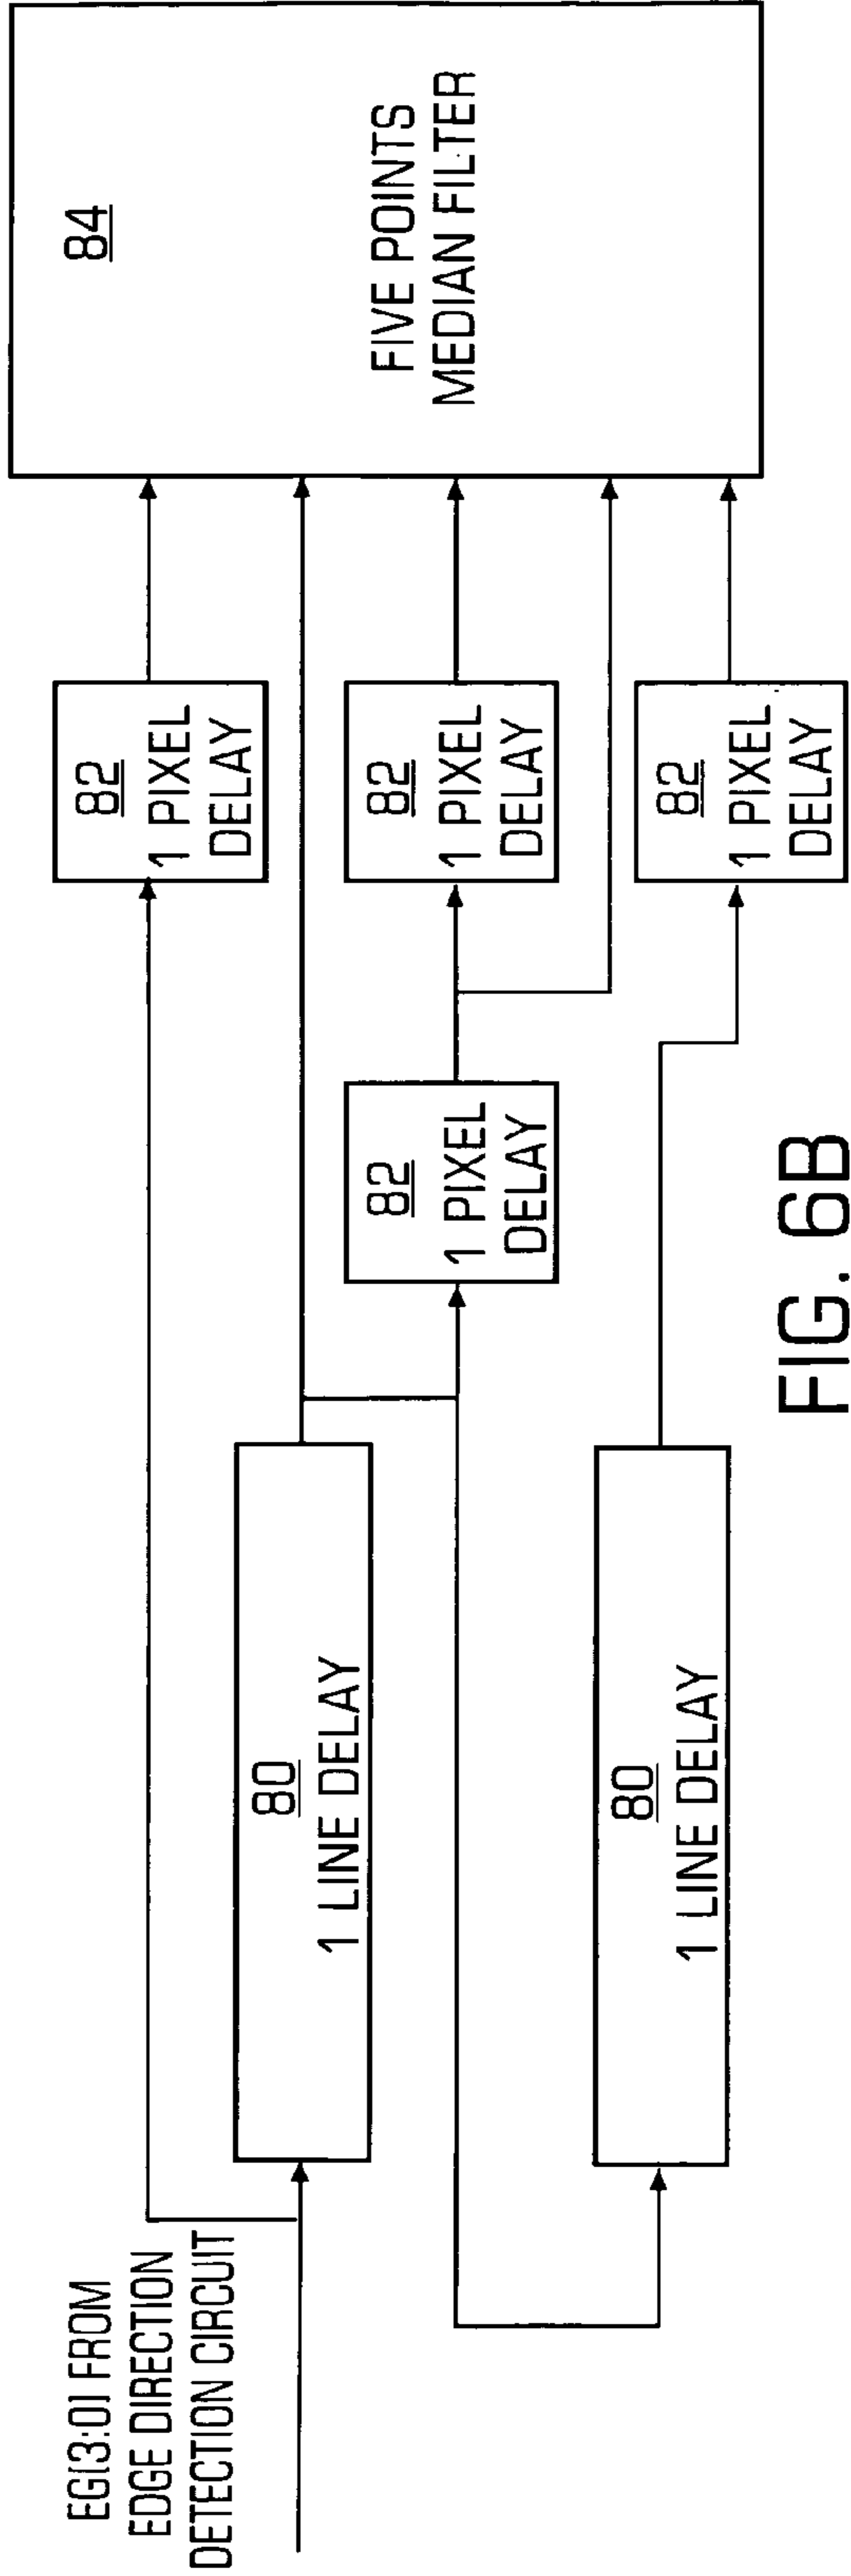 EG[3:0] FROM
EDGE DIRECTION
DETECTION CIRCUIT
80
1 LINE DELAY
80
1 LINE DELAY
82
1 PIXEL
DELAY
82
1 PIXEL
DELAY
82
1 PIXEL
DELAY
82
1 PIXEL
DELAY
84
FIVE POINTS
MEDIAN FILTER
FIG. 6B